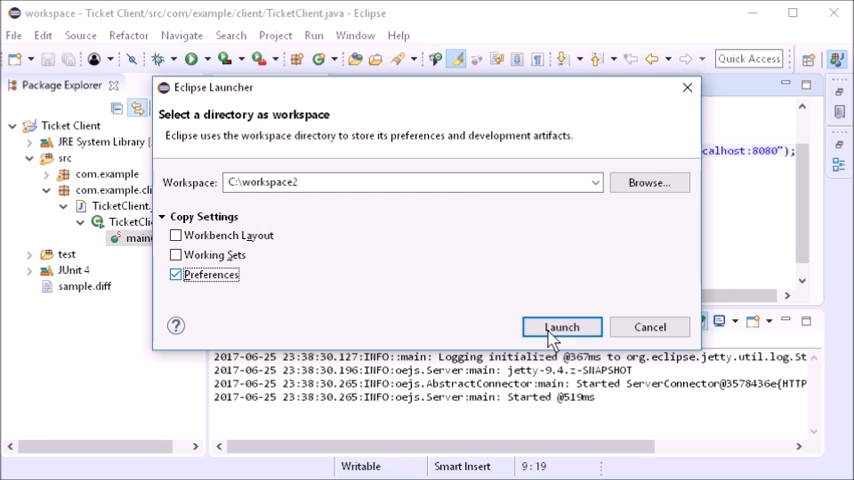 workspace - Ticket Client/src/com/example/client/TicketClient.java - Eclipse
File Edit Source Refactor Navigate Search Project Run Window Help
Quick Access
Package Explorer
Eclipse Launcher
Select a directory as workspace
Eclipse uses the workspace directory to store its preferences and development artifacts.
Workspace: C:\workspace2 Browse...
Copy Settings
Workbench Layout
Working Sets
Preferences
Launch Cancel
Ticket Client
JRE System Library [
src
com.example
com.example.cli
TicketClient.
TicketClie
main
test
JUnit 4
sample.diff
calhost:8080");
2017-06-25 23:38:30.127:INFO::main: Logging initialized @367ms to org.eclipse.jetty.util.log.St
2017-06-25 23:38:30.196:INFO:oejs.Server:main: jetty-9.4.z-SNAPSHOT
2017-06-25 23:38:30.265:INFO:oejs.AbstractConnector:main: Started ServerConnector@3578436e{HTTP
2017-06-25 23:38:30.265:INFO:oejs.Server:main: Started @519ms
Writable Smart Insert 9:19